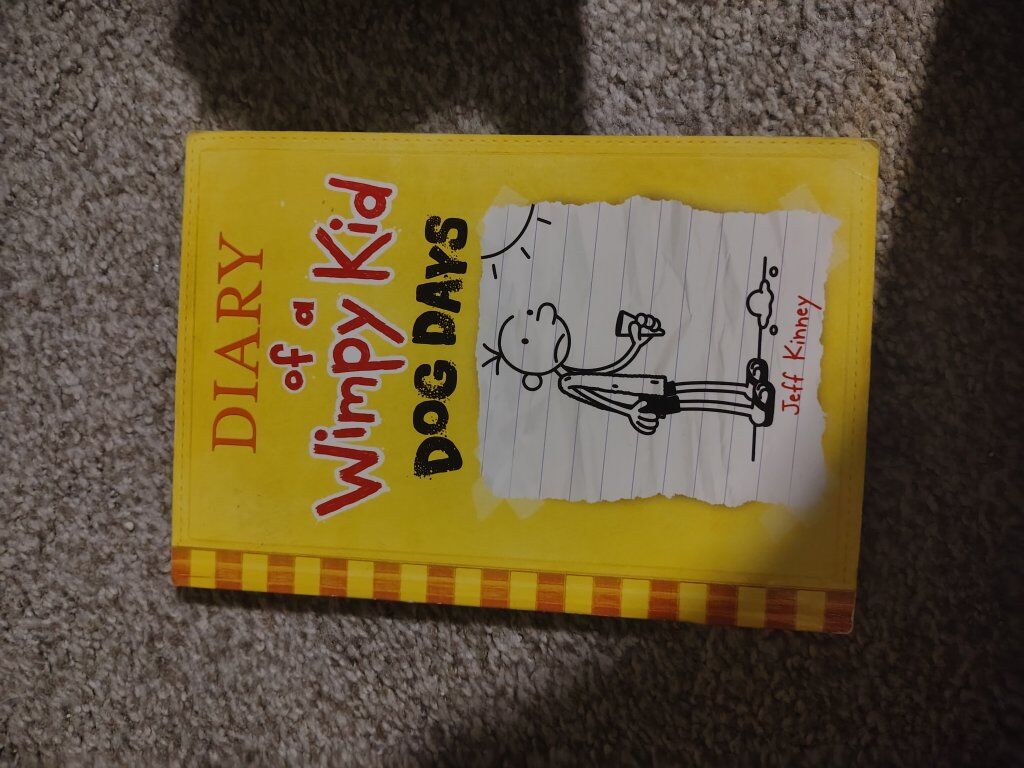 DIARY
of a
Wimpy Kid
DOG DAYS
Jeff Kinney